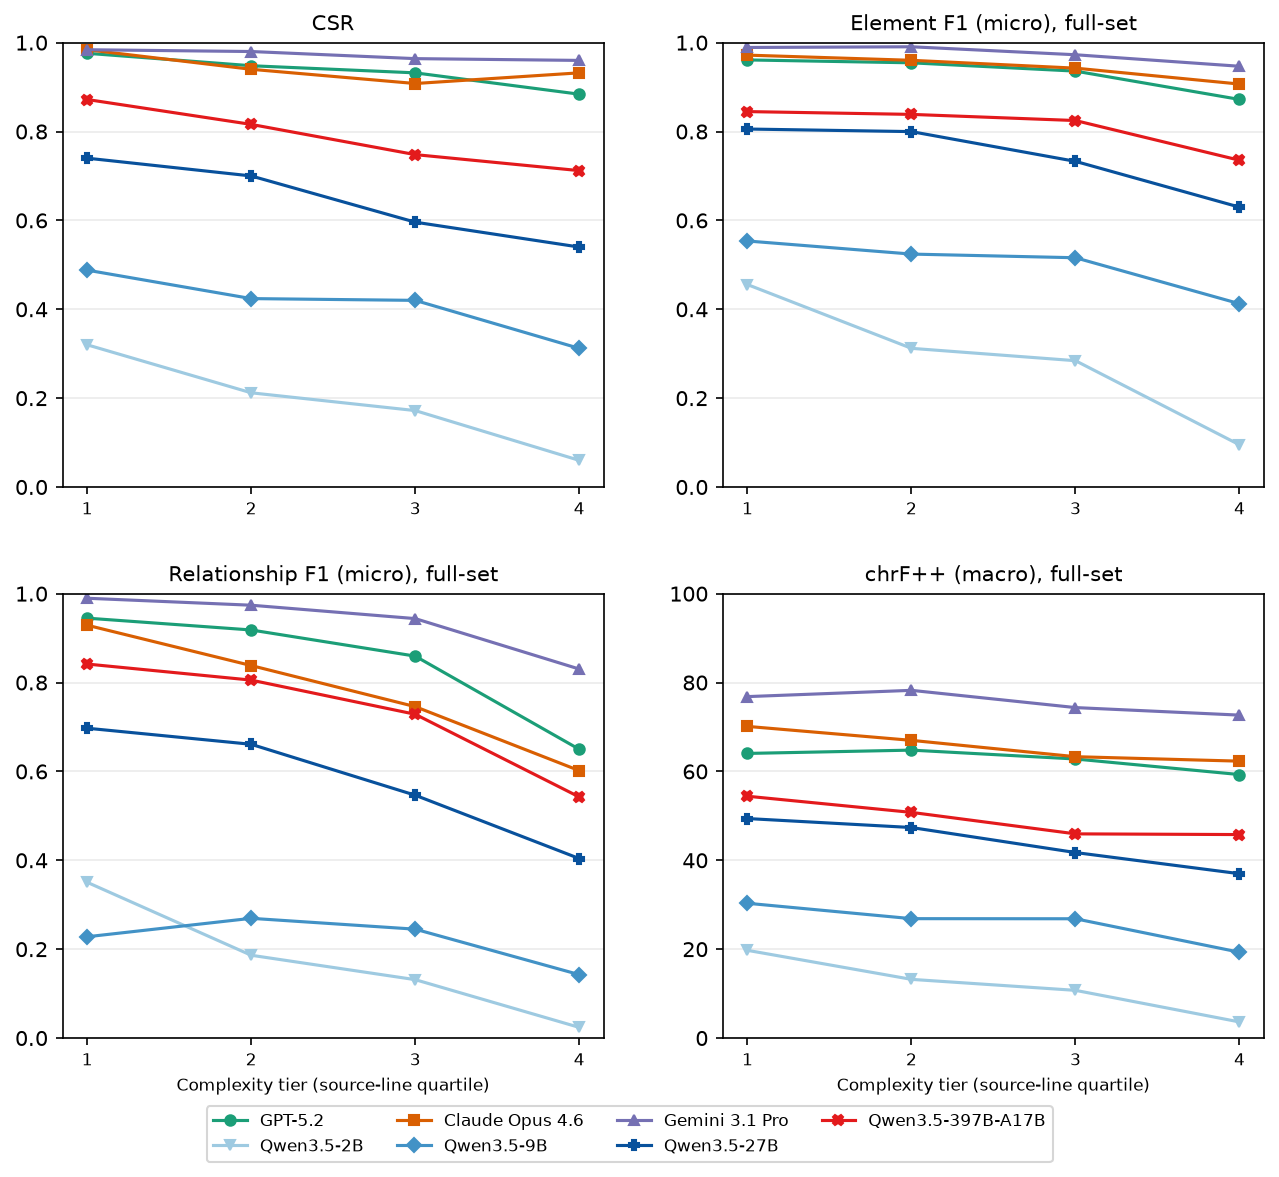 CSR
1.0
0.8
0.6
0.4
0.2
0.0
1 2 3 4
Element F1 (micro), full-set
1.0
0.8
0.6
0.4
0.2
0.0
1 2 3 4
Relationship F1 (micro), full-set
1.0
0.8
0.6
0.4
0.2
0.0
1 2 3 4
Complexity tier (source-line quartile)
chrF++ (macro), full-set
100
80
60
40
20
0
1 2 3 4
Complexity tier (source-line quartile)
GPT-5.2 Claude Opus 4.6 Gemini 3.1 Pro Qwen3.5-397B-A17B
Qwen3.5-2B Qwen3.5-9B Qwen3.5-27B